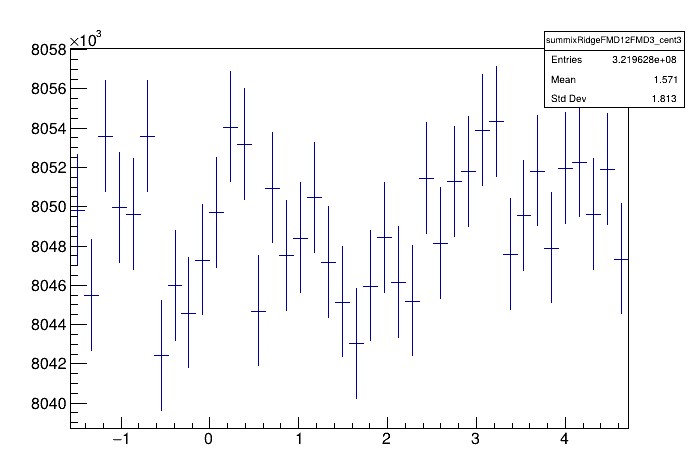 ×10³
summixRidgeFMD12FMD3_cent3
Entries 3.219628e+08
Mean 1.571
Std Dev 1.813
8058
8056
8054
8052
8050
8048
8046
8044
8042
8040
−1 0 1 2 3 4